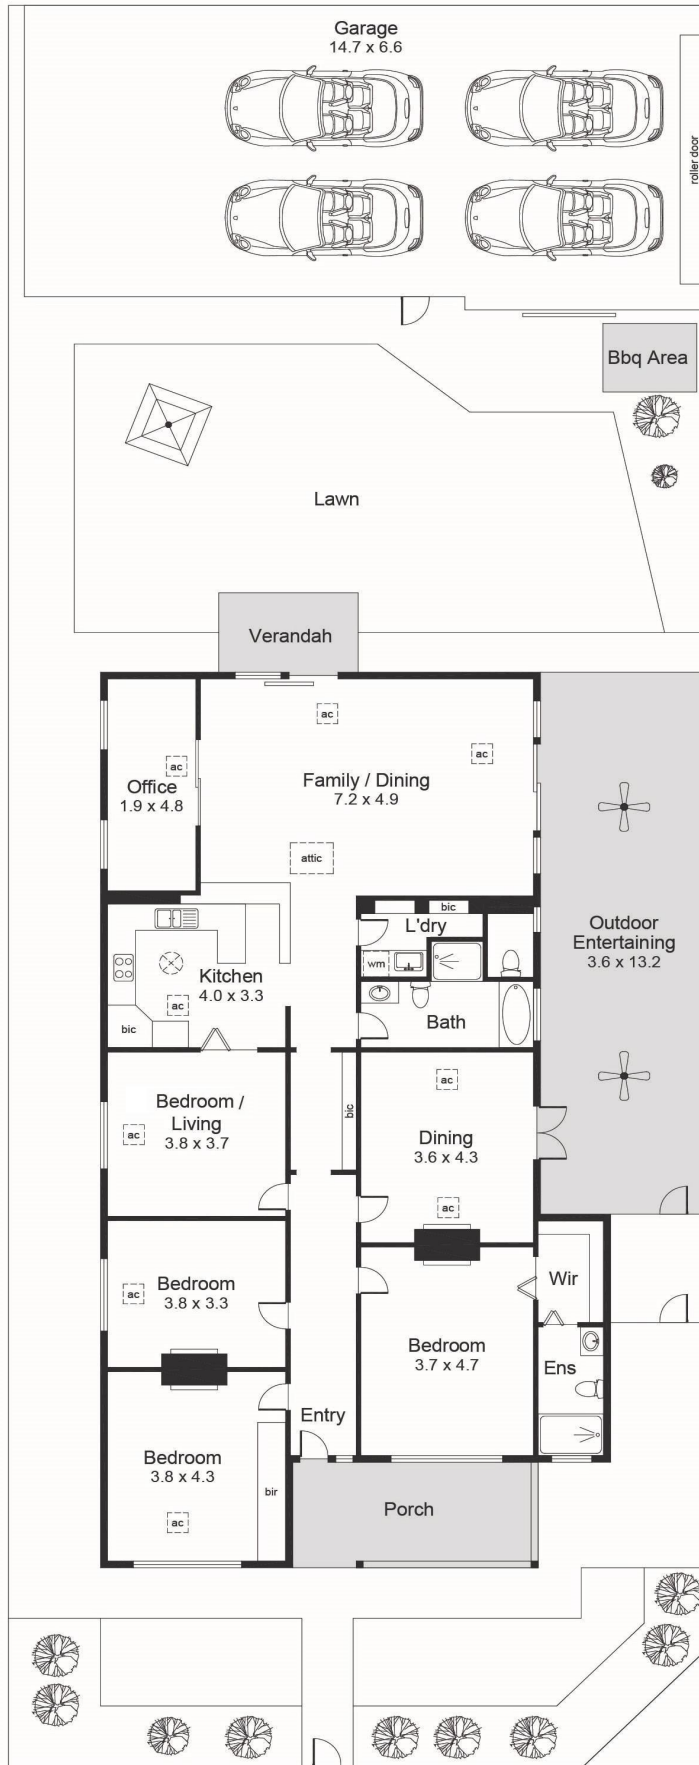 Garage
14.7 x 6.6
roller door
Bbq Area
Lawn
Verandah
ac
ac
ac
Office
1.9 x 4.8
Family / Dining
7.2 x 4.9
attic
bic
L'dry
wm
Outdoor
Entertaining
3.6 x 13.2
Kitchen
4.0 x 3.3
ac
bic
Bath
Bedroom /
Living
3.8 x 3.7
ac
bic
ac
Dining
3.6 x 4.3
ac
Bedroom
3.8 x 3.3
ac
Wir
Bedroom
3.7 x 4.7
Ens
Entry
Bedroom
3.8 x 4.3
bir
ac
Porch